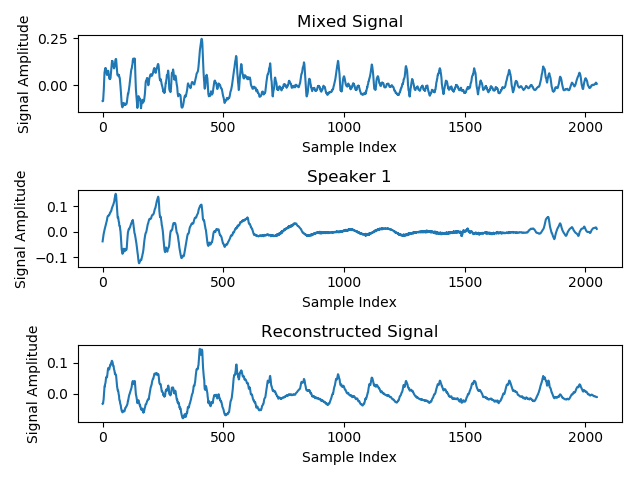 Mixed Signal
Signal Amplitude
0.25
0.00
0 500 1000 1500 2000
Sample Index
Speaker 1
Signal Amplitude
0.1
0.0
−0.1
0 500 1000 1500 2000
Sample Index
Reconstructed Signal
Signal Amplitude
0.1
0.0
0 500 1000 1500 2000
Sample Index